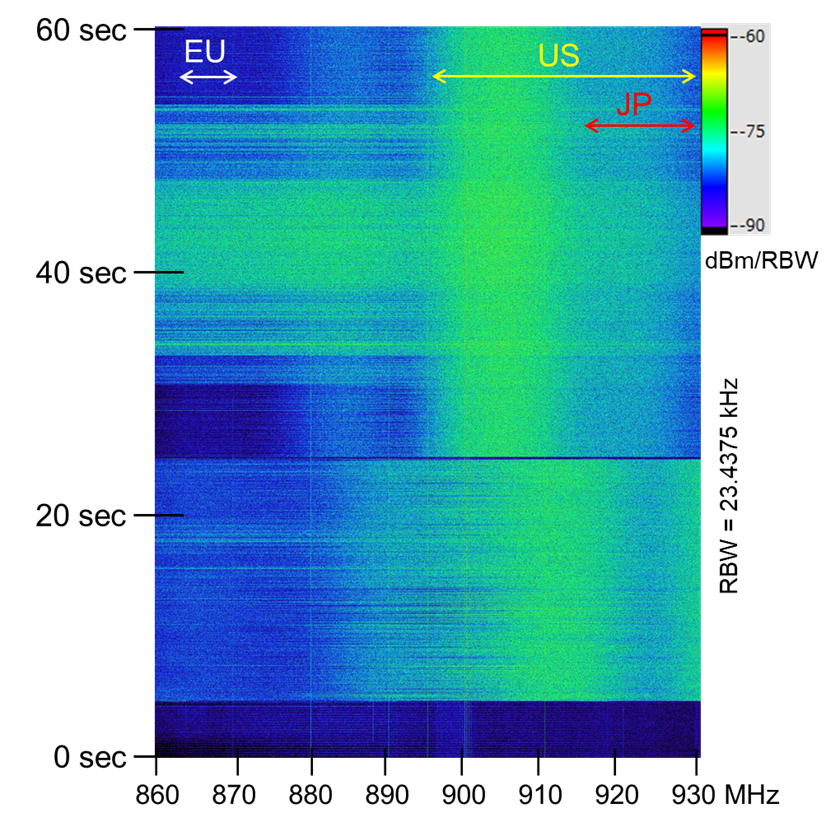 60 sec
EU
US
JP
--60
--75
--90
dBm/RBW
40 sec
RBW = 23.4375 kHz
20 sec
0 sec
860 870 880 890 900 910 920 930 MHz